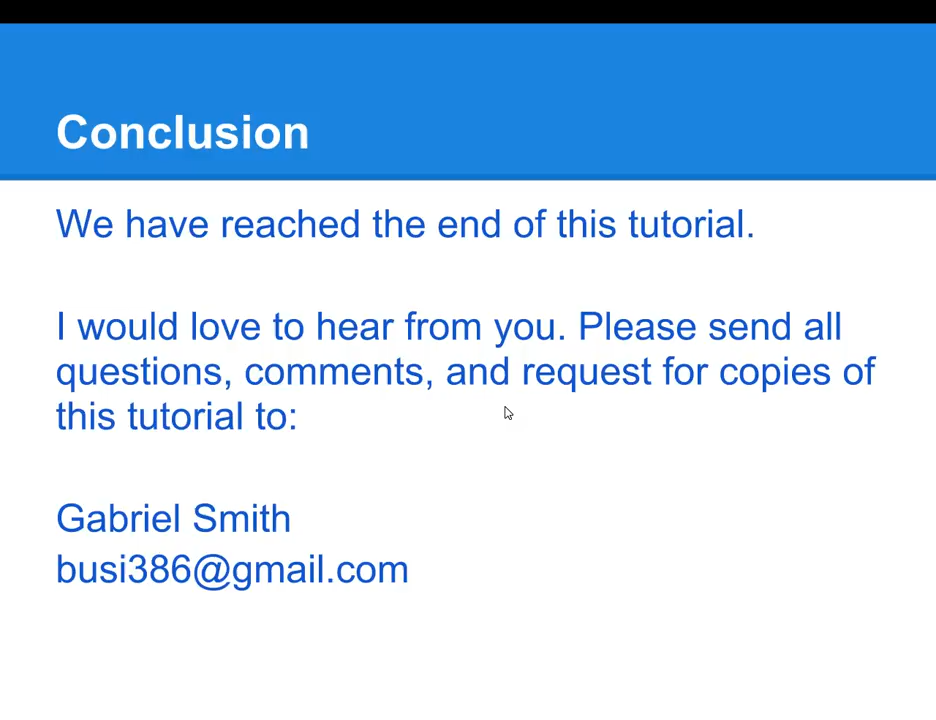 Conclusion
We have reached the end of this tutorial.
I would love to hear from you. Please send all
questions, comments, and request for copies of
this tutorial to:
Gabriel Smith
busi386@gmail.com